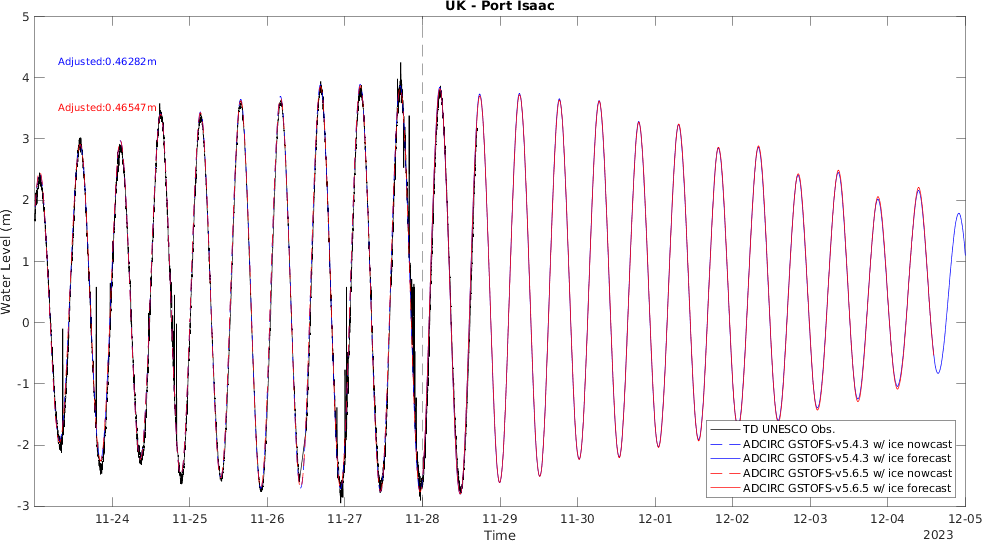 UK - Port Isaac
Adjusted:0.46282m
Adjusted:0.46547m
Water Level (m)
5
4
3
2
1
0
-1
-2
-3
TD UNESCO Obs.
ADCIRC GSTOFS-v5.4.3 w/ ice nowcast
ADCIRC GSTOFS-v5.4.3 w/ ice forecast
ADCIRC GSTOFS-v5.6.5 w/ ice nowcast
ADCIRC GSTOFS-v5.6.5 w/ ice forecast
11-24 11-25 11-26 11-27 11-28 11-29 11-30 12-01 12-02 12-03 12-04 12-05
Time
2023